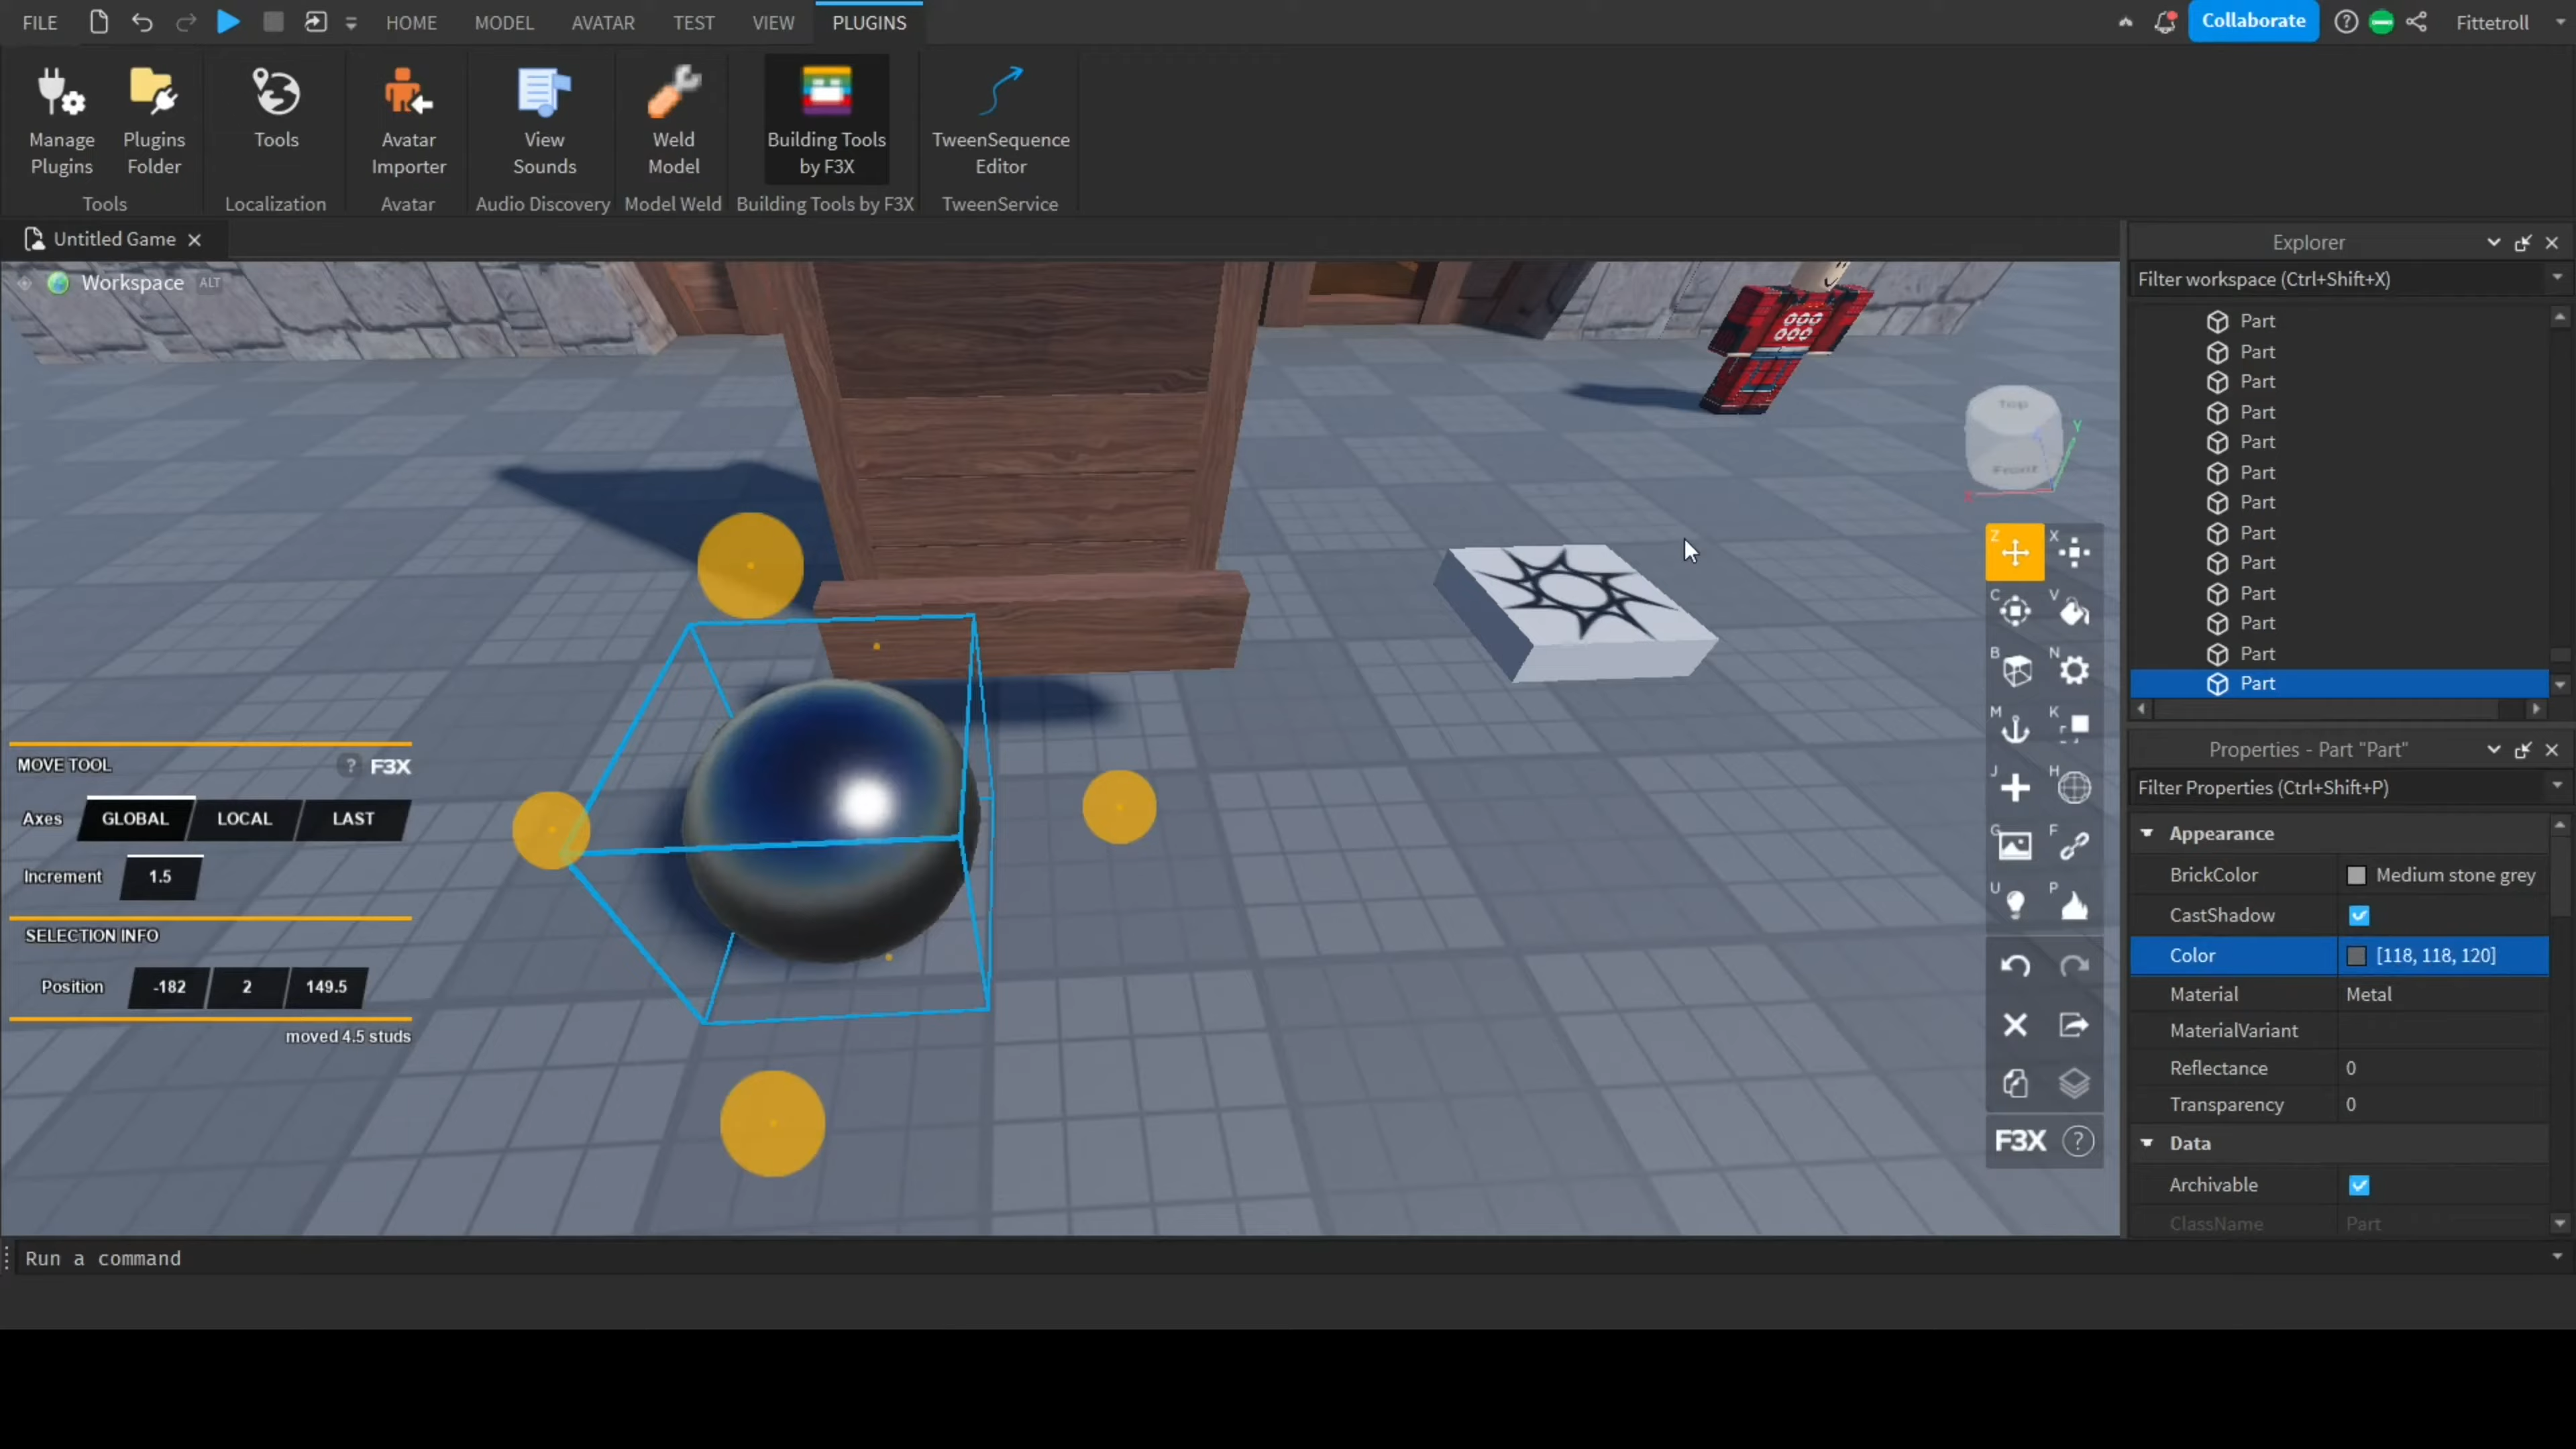 FILE HOME MODEL AVATAR TEST VIEW PLUGINS Collaborate ? Fittetroll
Manage Plugins
Plugins Folder
Tools
Avatar Importer
View Sounds
Weld Model
Building Tools by F3X
TweenSequence Editor
Tools Localization Avatar Audio Discovery Model Weld Building Tools by F3X TweenService
Untitled Game
Workspace ALT
Top
Front
Y
Z X
C V
B N
M K
J H
G F
U P
F3X ?
MOVE TOOL ? F3X
Axes GLOBAL LOCAL LAST
Increment 1.5
SELECTION INFO
Position -182 2 149.5
moved 4.5 studs
Explorer
Filter workspace (Ctrl+Shift+X)
Part
Part
Part
Part
Part
Part
Part
Part
Part
Part
Part
Part
Part
Properties - Part "Part"
Filter Properties (Ctrl+Shift+P)
Appearance
BrickColor Medium stone grey
CastShadow
Color [118, 118, 120]
Material Metal
MaterialVariant
Reflectance 0
Transparency 0
Data
Archivable
ClassName Part
Run a command